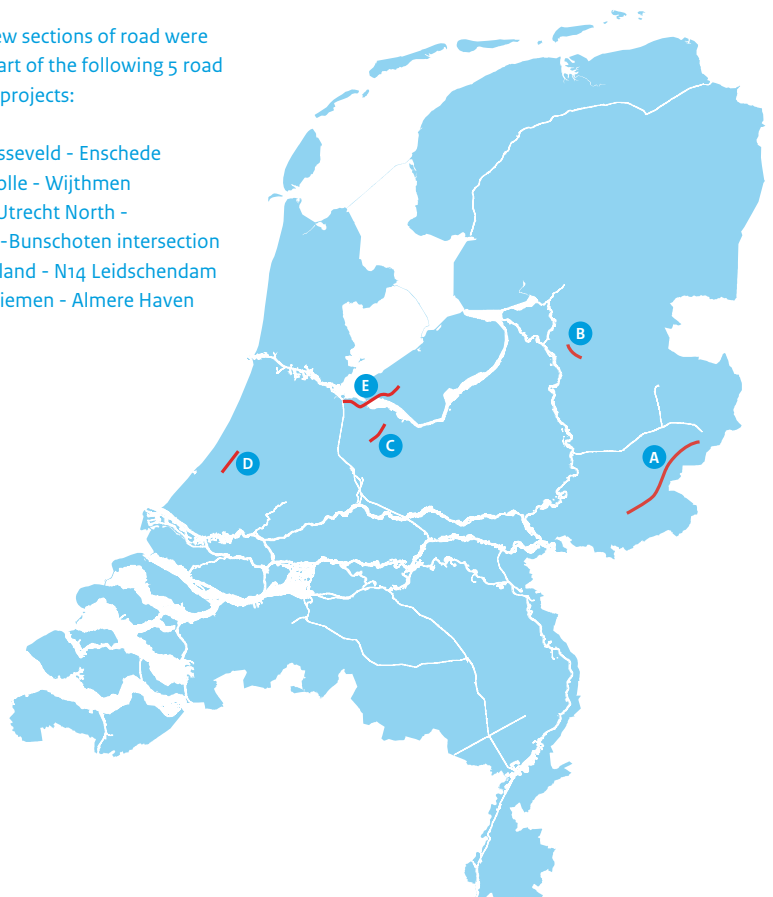 ew sections of road were
art of the following 5 road
projects:
sseveld - Enschede
olle - Wijthmen
Utrecht North -
-Bunschoten intersection
land - N14 Leidschendam
iemen - Almere Haven
B
E
C
A
D